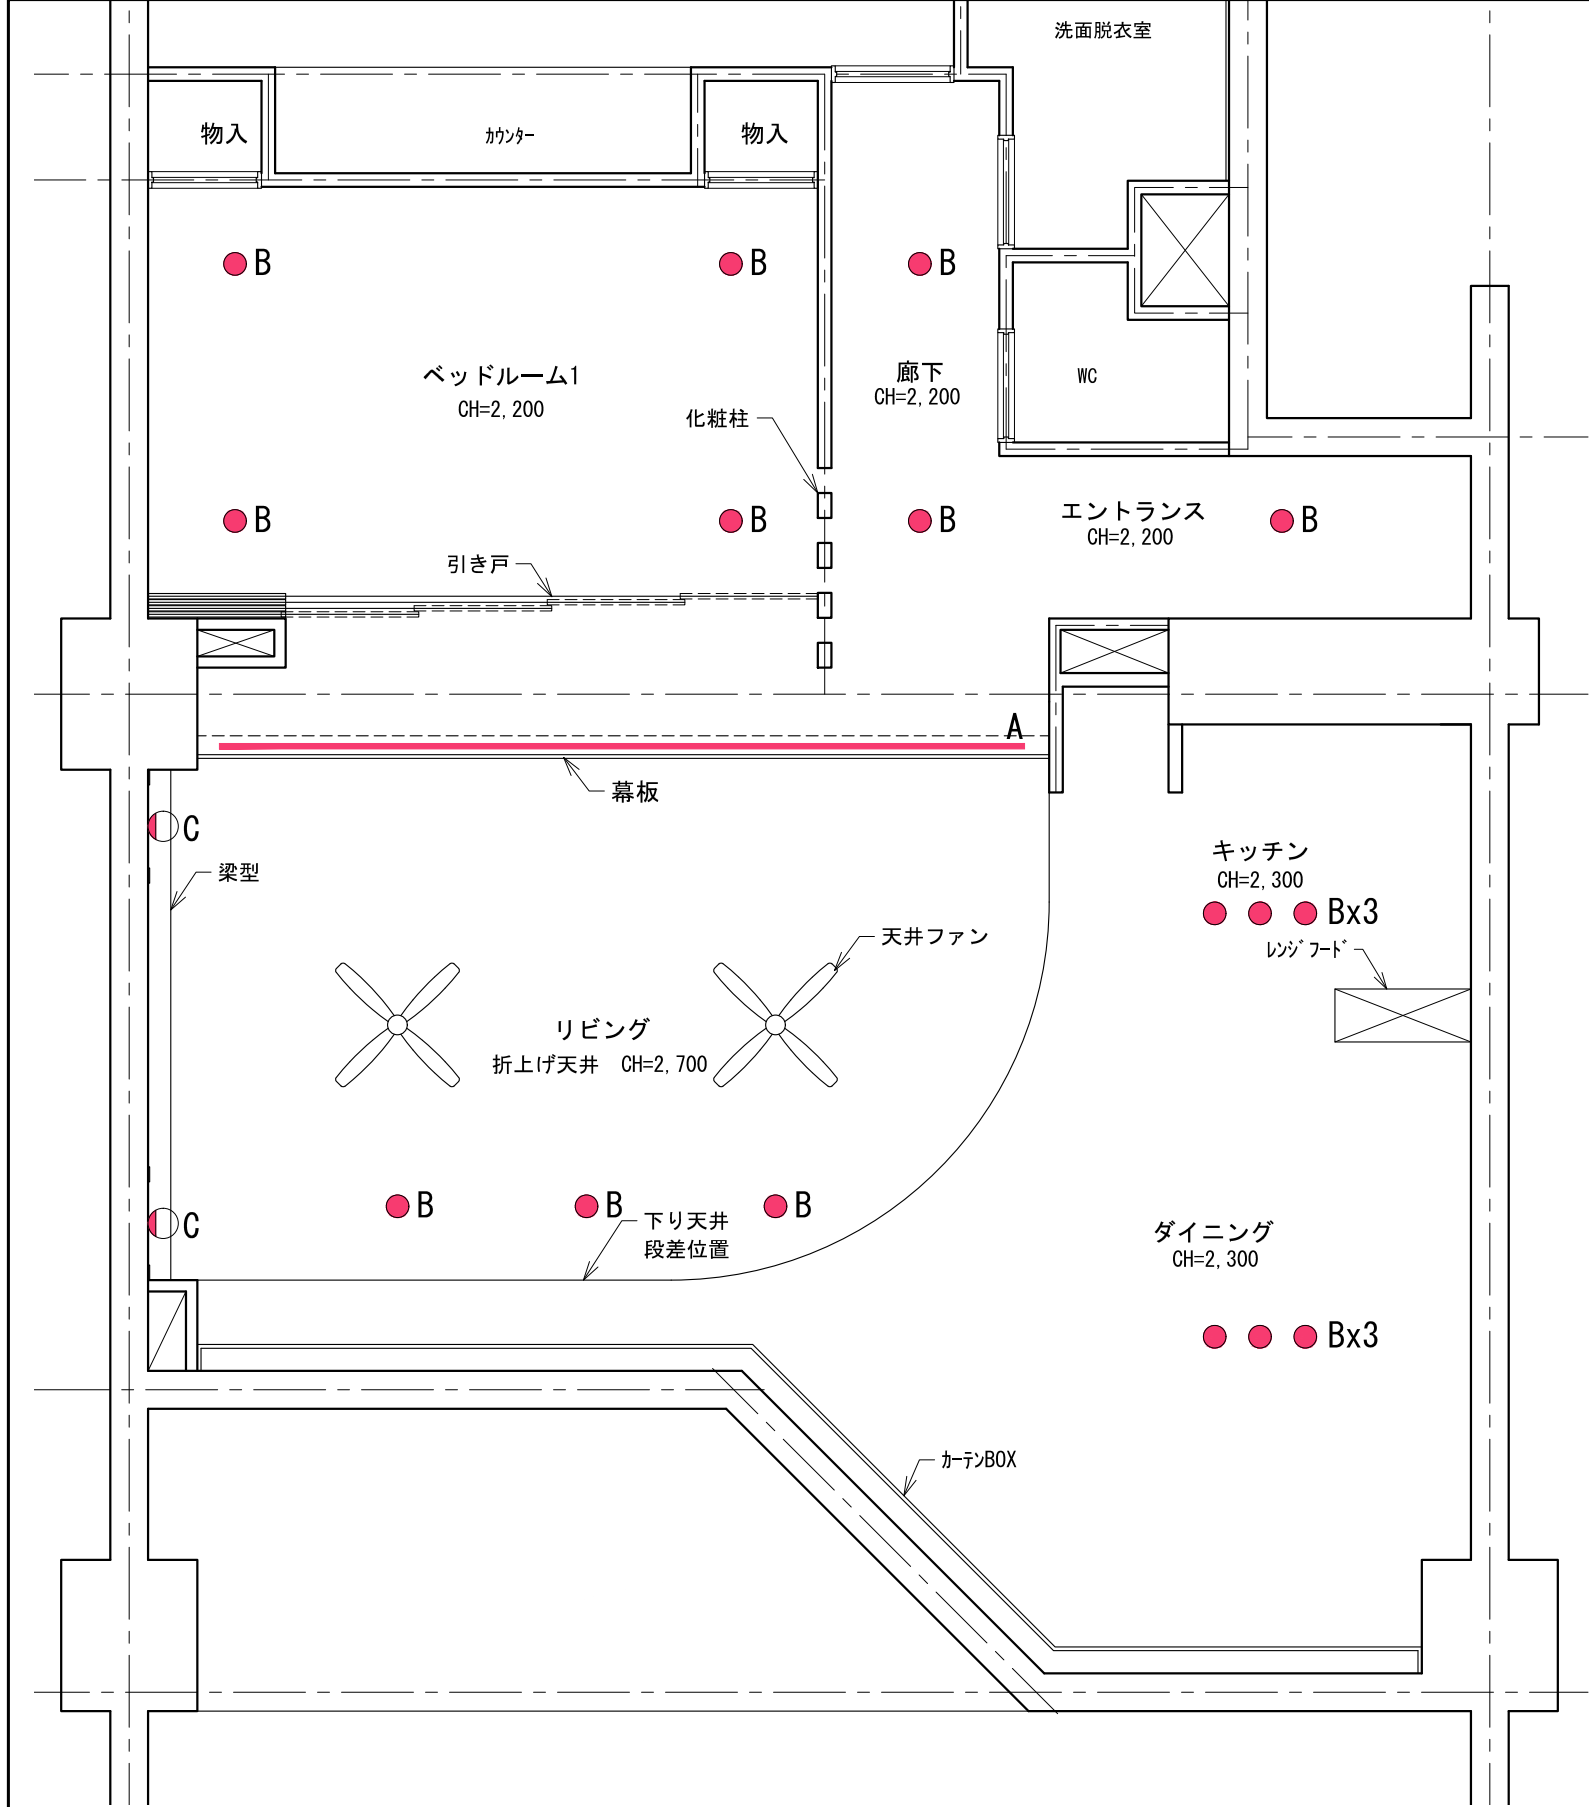 洗面脱衣室
物入
ｶｳﾝﾀｰ
物入
B
B
B
ベッドルーム1
CH=2,200
廊下
CH=2,200
WC
化粧柱
B
B
B
エントランス
CH=2,200
B
引き戸
A
幕板
C
梁型
キッチン
CH=2,300
Bx3
ﾚﾝｼﾞﾌｰﾄﾞ
天井ファン
リビング
折上げ天井 CH=2,700
B
B
B
C
下り天井
段差位置
ダイニング
CH=2,300
Bx3
ｶｰﾃﾝBOX